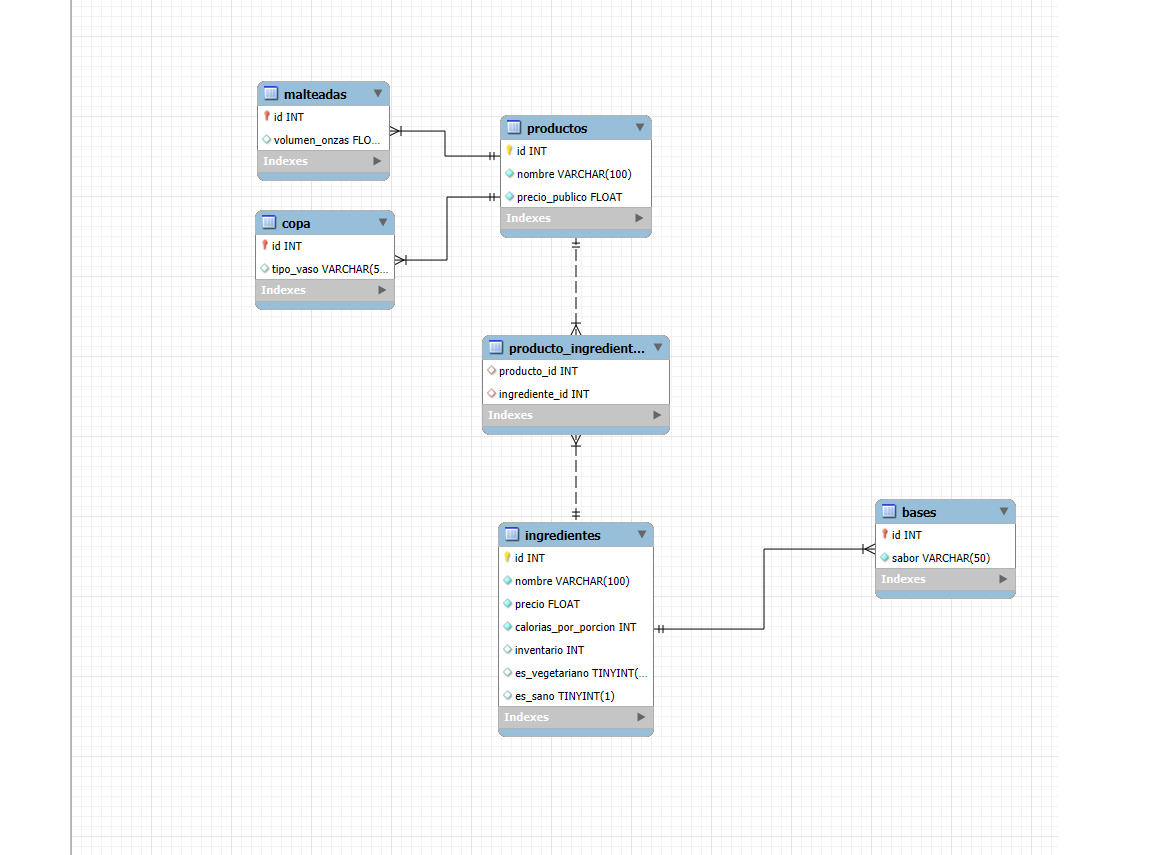 malteadas
id INT
volumen_onzas FLO...
Indexes
productos
id INT
nombre VARCHAR(100)
precio_publico FLOAT
Indexes
copa
id INT
tipo_vaso VARCHAR(5...
Indexes
producto_ingredient...
producto_id INT
ingrediente_id INT
Indexes
ingredientes
id INT
nombre VARCHAR(100)
precio FLOAT
calorias_por_porcion INT
inventario INT
es_vegetariano TINYINT(...
es_sano TINYINT(1)
Indexes
bases
id INT
sabor VARCHAR(50)
Indexes